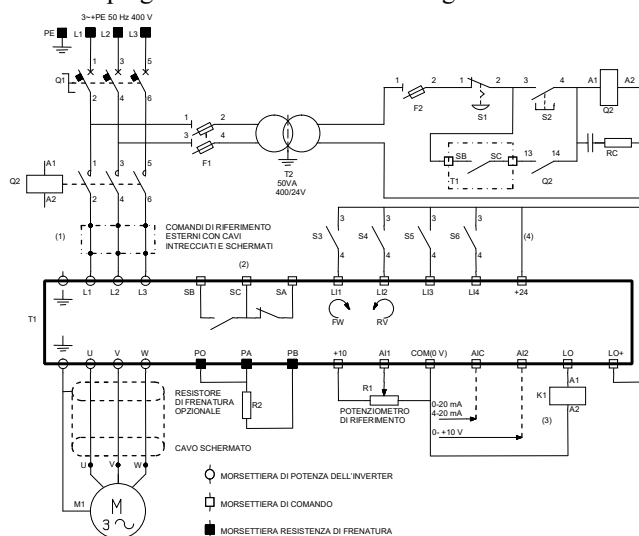 3~+PE 50 Hz 400 V
PE L1 L2 L3
1 3 5
Q1
2 4 6
1 2
3 4
F1
T2
50VA
400/24V
1 2
F2
1 2
S1
3 4
S2
A1 A2
Q2
SB SC
T1
13 14
Q2
RC
A1
Q2
A2
1 3 5
2 4 6
(1)
COMANDI DI RIFERIMENTO
ESTERNI CON CAVI
INTRECCIATI E SCHERMATI
3 3 3 3
S3 S4 S5 S6
4 4 4 4
(4)
(2)
L1 L2 L3
SB SC SA
LI1 LI2 LI3 LI4 +24
FW RV
T1
U V W
PO PA PB
+10 AI1 COM(0 V) AIC AI2 LO LO+
RESISTORE
DI FRENATURA
OPZIONALE
R2
R1
POTENZIOMETRO
DI RIFERIMENTO
0-20 mA
4-20 mA
0- +10 V
A1
K1
A2
(3)
CAVO SCHERMATO
U V W
M1
M
3
MORSETTIERA DI POTENZA DELL'INVERTER
MORSETTIERA DI COMANDO
MORSETTIERA RESISTENZA DI FRENATURA